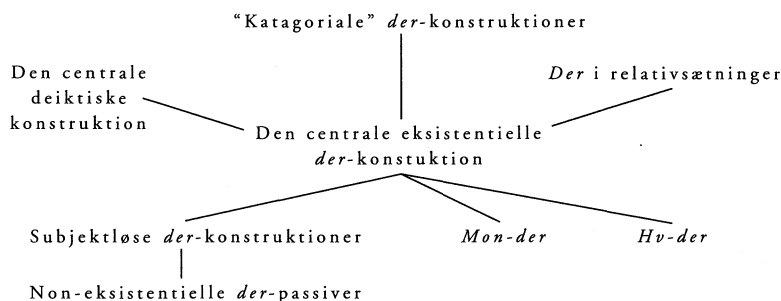 “Katagoriale” der-konstruktioner
Den centrale
deiktiske
konstruktion
Der i relativsætninger
Den centrale eksistentielle
der-konstuktion
Subjektløse der-konstruktioner
Mon-der
Hv-der
Non-eksistentielle der-passiver